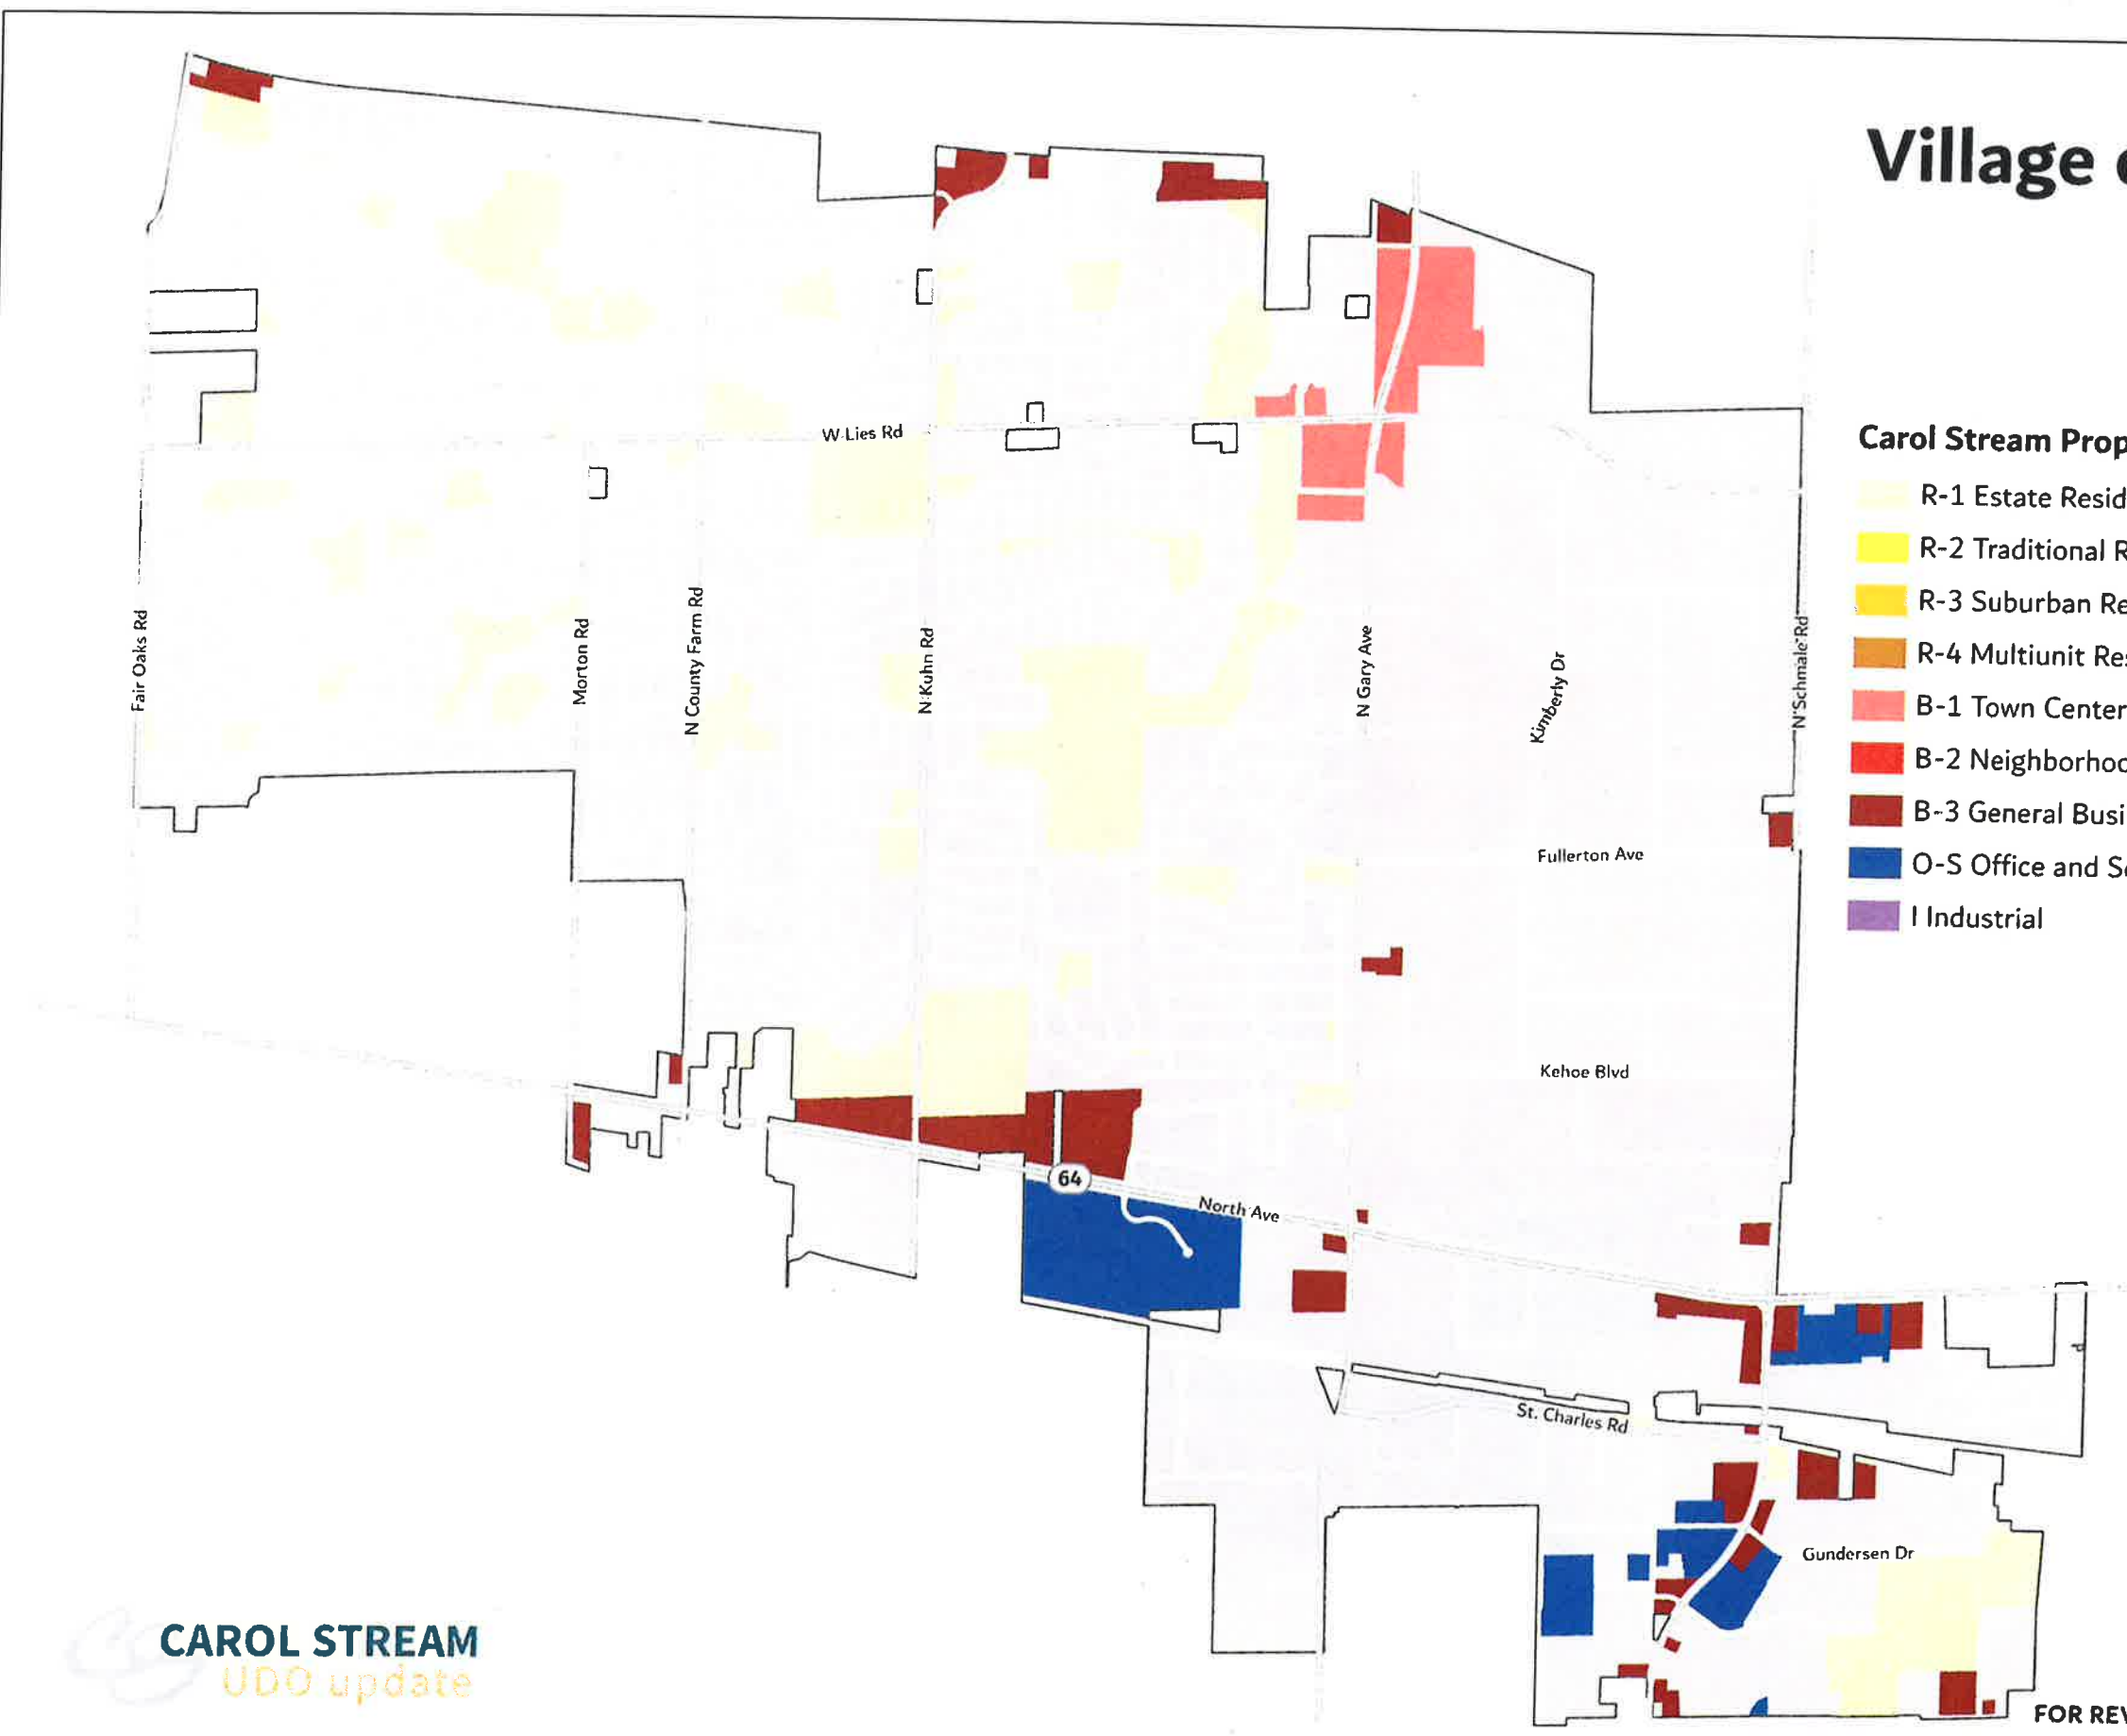 Village
Carol Stream Prop
R-1 Estate Resid
R-2 Traditional R
R-3 Suburban Re
R-4 Multiunit Res
B-1 Town Center
B-2 Neighborhoo
B-3 General Busi
O-S Office and S
I Industrial
W Lies Rd
Fair Oaks Rd
Morton Rd
N County Farm Rd
N Kuhn Rd
N Gary Ave
Kimberly Dr
N Schmale Rd
Fullerton Ave
Kehoe Blvd
64
North Ave
St. Charles Rd
Gundersen Dr
CAROL STREAM
UDO update
FOR REV